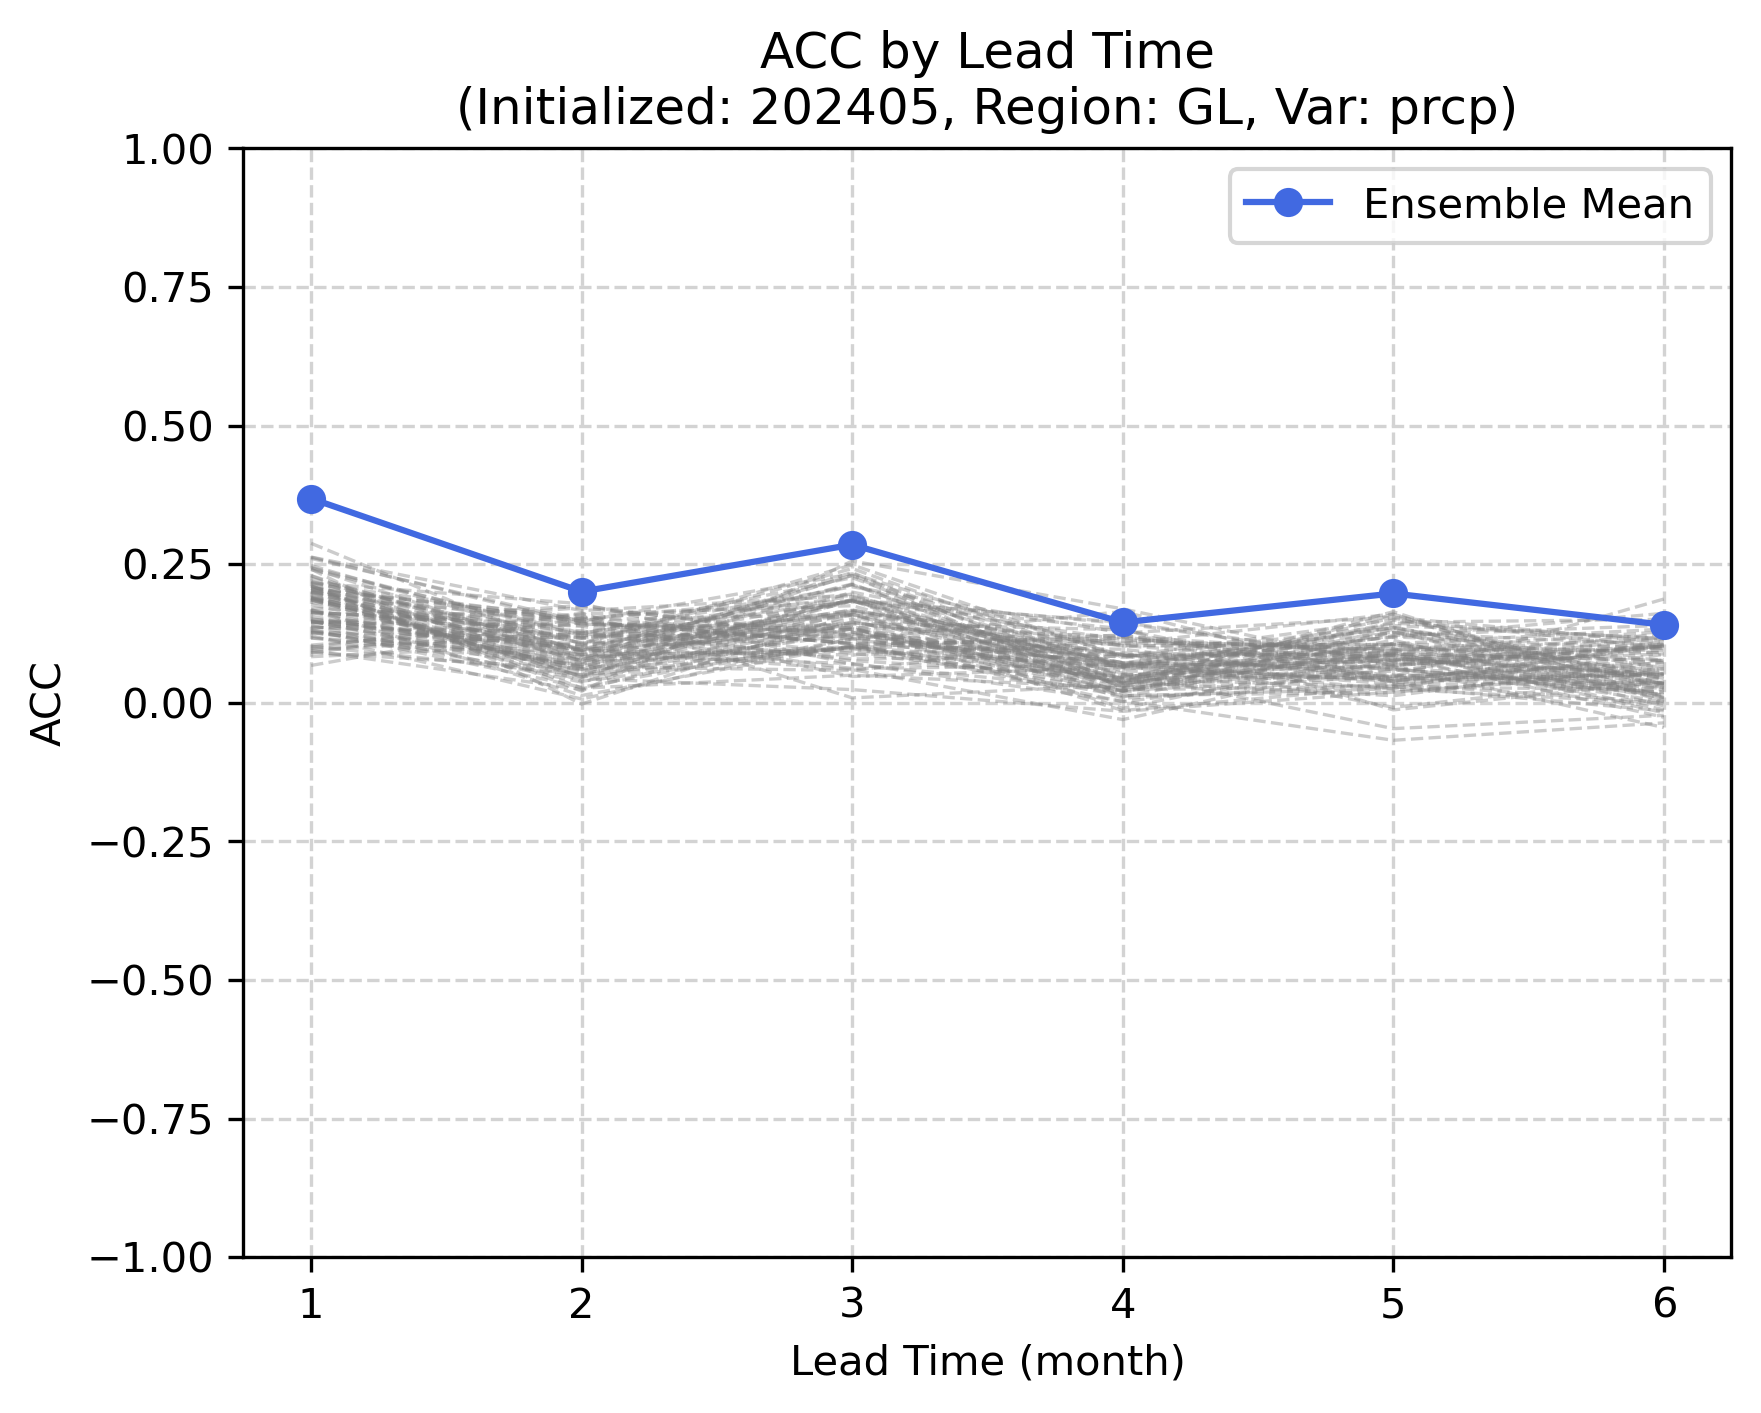 ACC by Lead Time
(Initialized: 202405, Region: GL, Var: prcp)
Ensemble Mean
1.00
0.75
0.50
0.25
0.00
−0.25
−0.50
−0.75
−1.00
ACC
1 2 3 4 5 6
Lead Time (month)